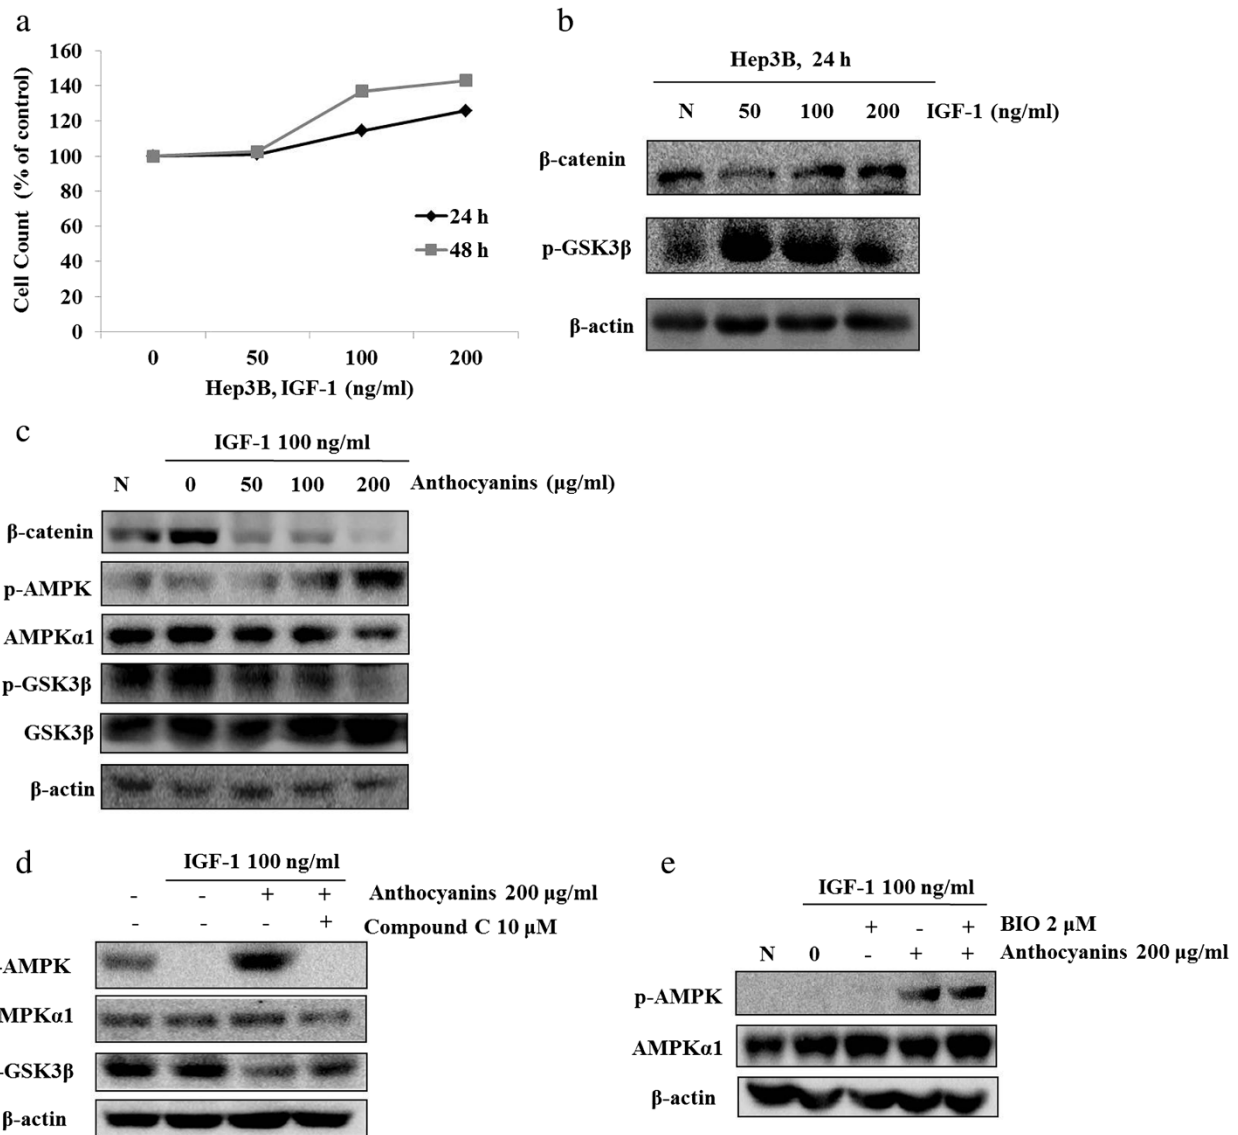 a
160
140
120
100
80
60
40
20
0
Cell Count (% of control)
24 h
48 h
0 50 100 200
Hep3B, IGF-1 (ng/ml)
b
Hep3B, 24 h
N 50 100 200 IGF-1 (ng/ml)
β-catenin
p-GSK3β
β-actin
c
IGF-1 100 ng/ml
N 0 50 100 200 Anthocyanins (µg/ml)
β-catenin
p-AMPK
AMPKα1
p-GSK3β
GSK3β
β-actin
d
IGF-1 100 ng/ml
- - + + Anthocyanins 200 µg/ml
- - - + Compound C 10 µM
-AMPK
MPKα1
-GSK3β
β-actin
e
IGF-1 100 ng/ml
+ - + BIO 2 µM
N 0 - + + Anthocyanins 200 µg/ml
p-AMPK
AMPKα1
β-actin